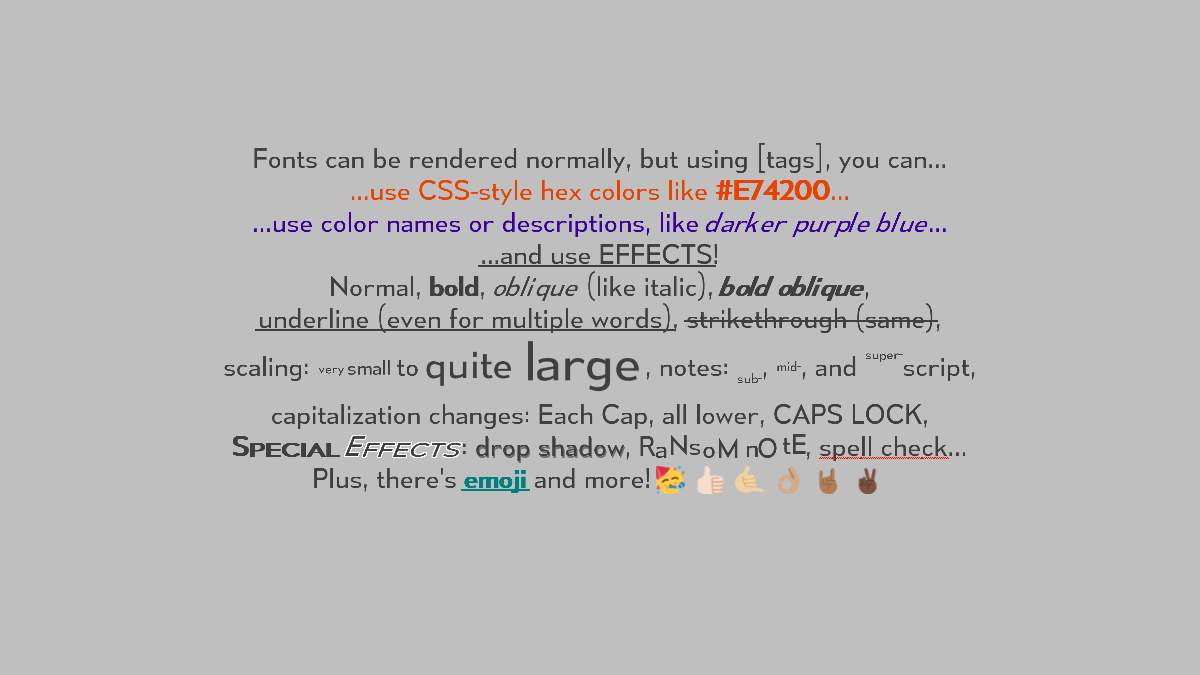 Fonts can be rendered normally, but using [tags], you can...
...use CSS-style hex colors like #E74200...
...use color names or descriptions, like darker purple blue...
...and use EFFECTS!
Normal, bold, oblique (like italic), bold oblique,
underline (even for multiple words), strikethrough (same),
scaling: very small to quite large, notes: sub-, mid-, and super-script,
capitalization changes: Each Cap, all lower, CAPS LOCK,
SPECIAL EFFECTS: drop shadow, RaNsoM nO tE, spell check...
Plus, there's emoji and more! 🥳 👍🏻 🤙🏼 👌🏽 🤘🏾 ✌🏿